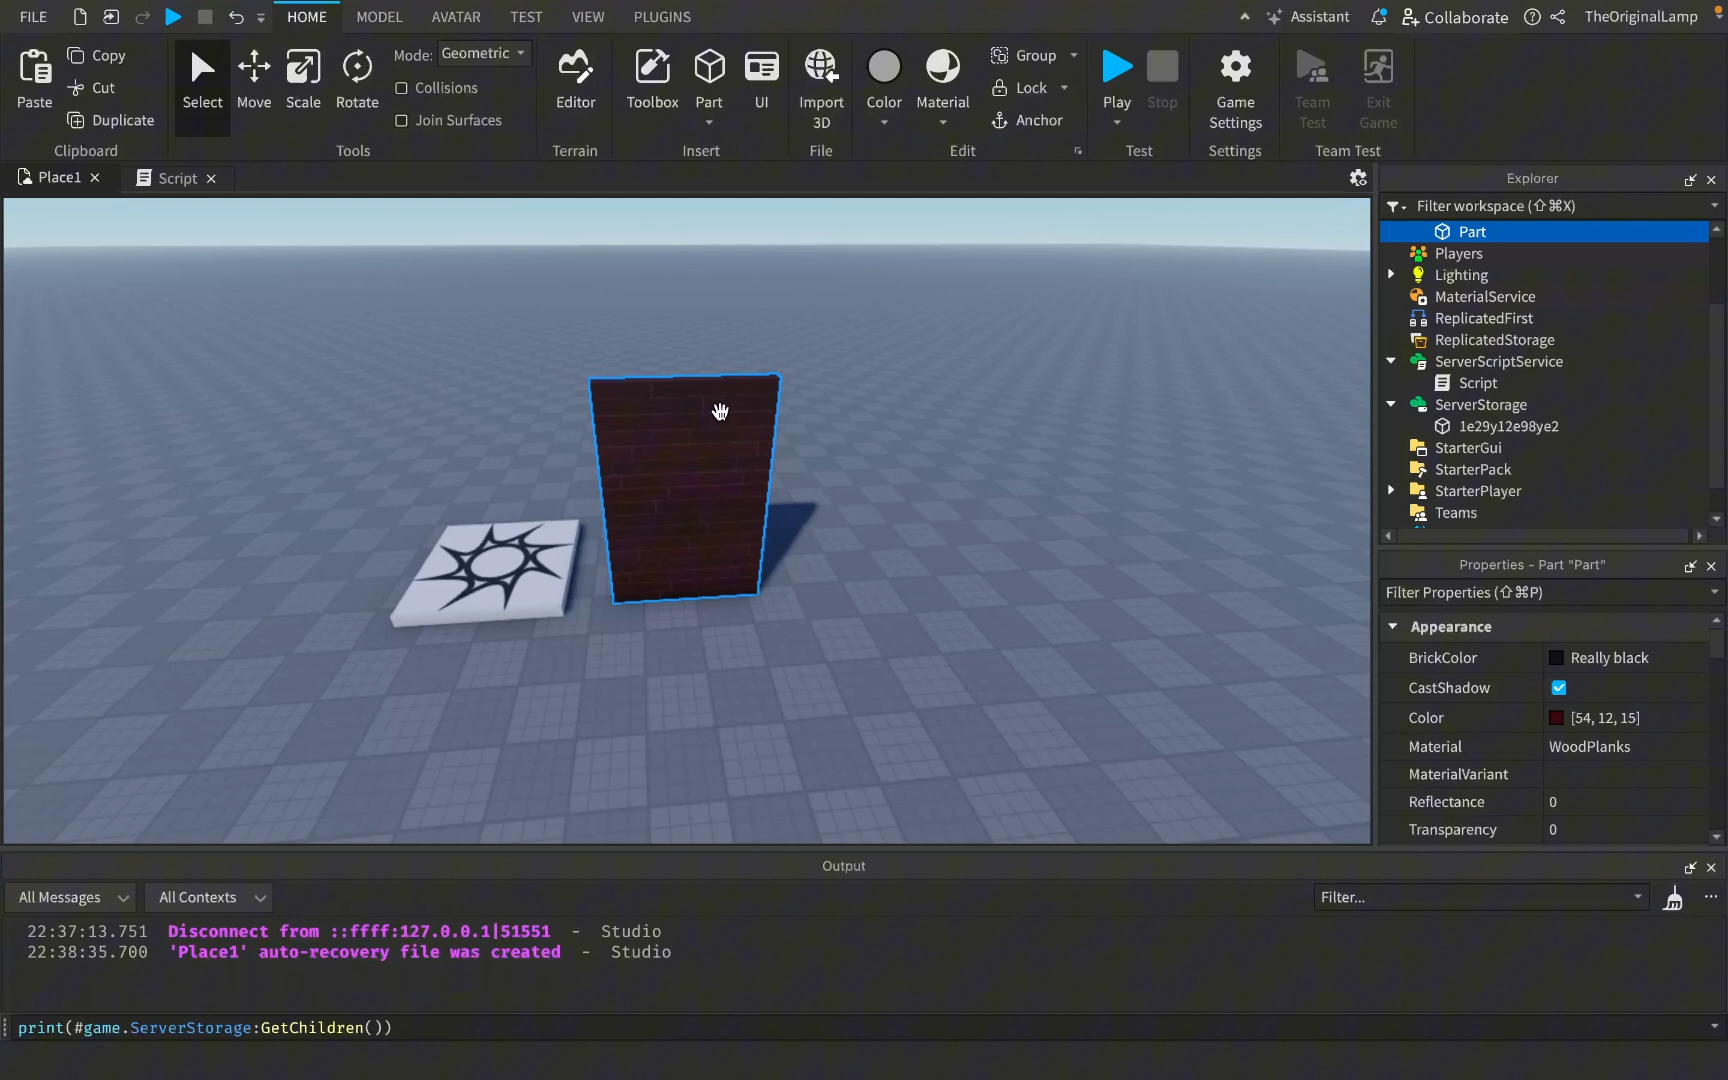 FILE HOME MODEL AVATAR TEST VIEW PLUGINS Assistant Collaborate TheOriginalLamp
Paste Copy Cut Duplicate Clipboard
Select Move Scale Rotate Mode: Geometric Collisions Join Surfaces Tools
Editor Terrain
Toolbox Part UI Insert
Import 3D File
Color Material Group Lock Anchor Edit
Play Stop Test
Game Settings Settings
Team Test Exit Game Team Test
Place1 Script
Explorer
Filter workspace (⇧⌘X)
Part
Players
Lighting
MaterialService
ReplicatedFirst
ReplicatedStorage
ServerScriptService
Script
ServerStorage
1e29y12e98ye2
StarterGui
StarterPack
StarterPlayer
Teams
Properties - Part "Part"
Filter Properties (⇧⌘P)
Appearance
BrickColor Really black
CastShadow
Color [54, 12, 15]
Material WoodPlanks
MaterialVariant
Reflectance 0
Transparency 0
Output
All Messages All Contexts Filter...
22:37:13.751 Disconnect from ::ffff:127.0.0.1|51551 - Studio
22:38:35.700 'Place1' auto-recovery file was created - Studio
print(#game.ServerStorage:GetChildren())